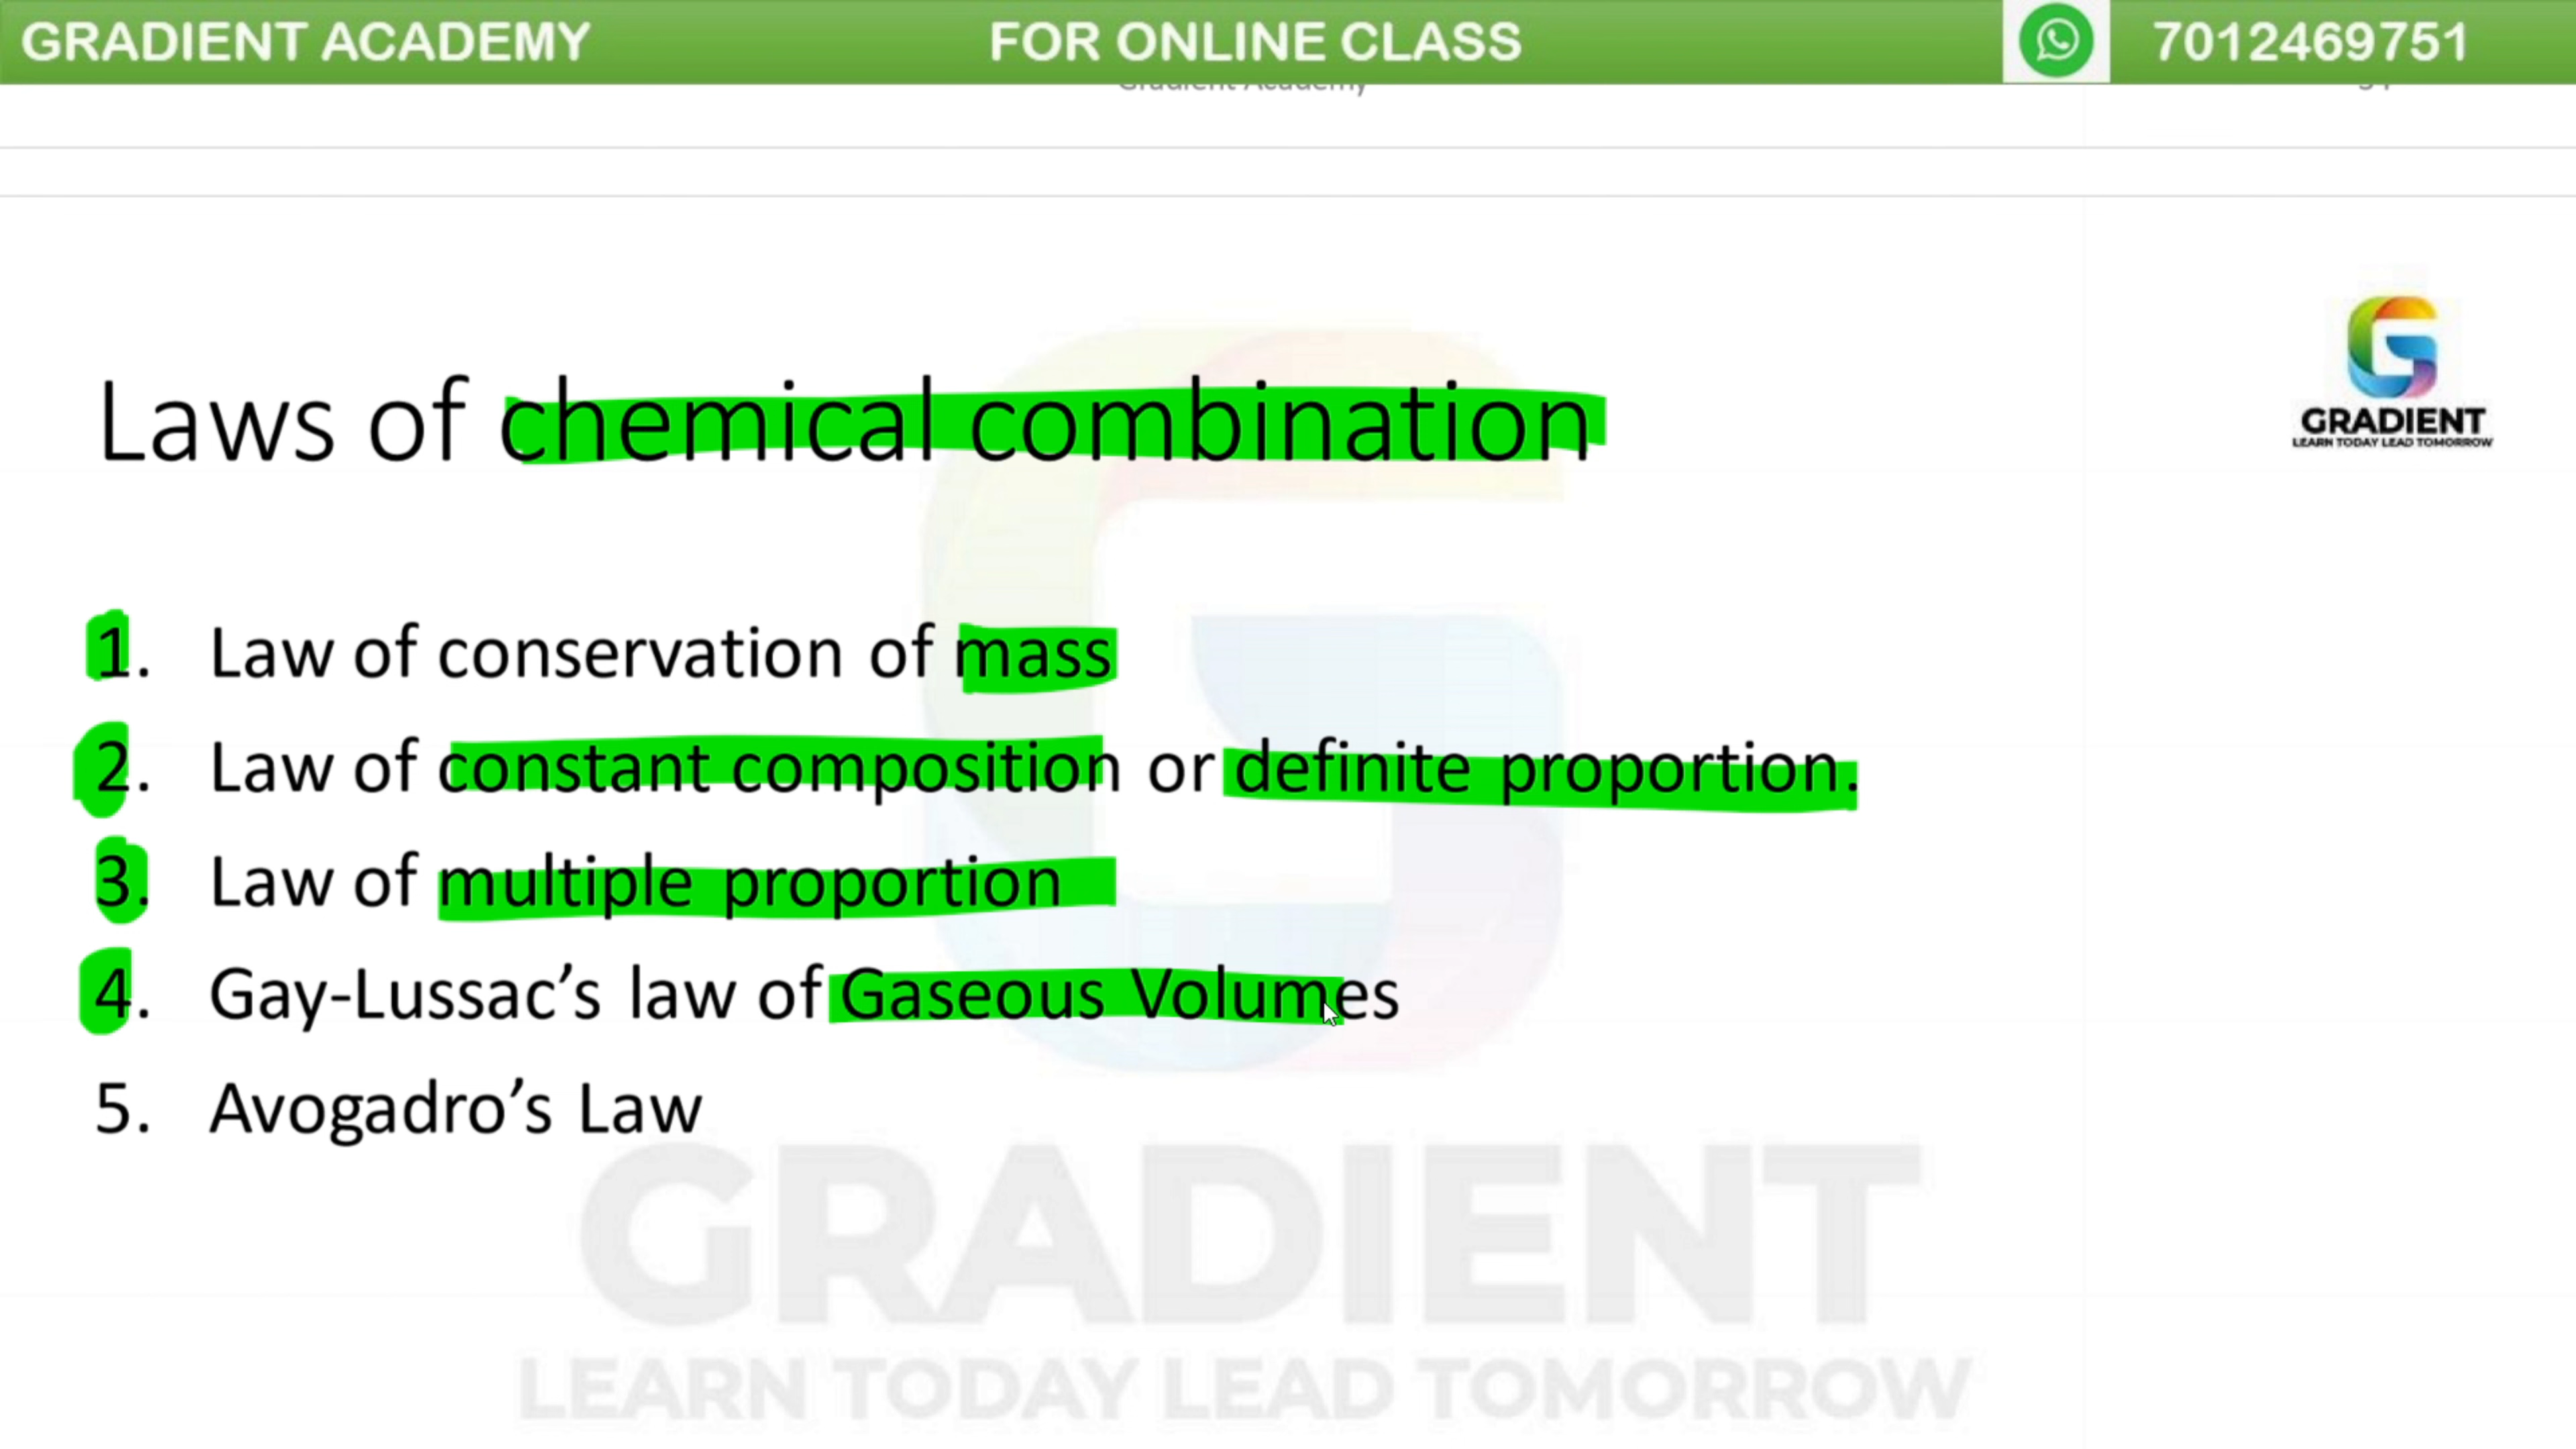 GRADIENT ACADEMY FOR ONLINE CLASS 7012469751
Gradient Academy
Laws of chemical combination
GRADIENT
LEARN TODAY LEAD TOMORROW
1. Law of conservation of mass
2. Law of constant composition or definite proportion.
3. Law of multiple proportion
4. Gay-Lussac’s law of Gaseous Volumes
5. Avogadro’s Law
GRADIENT
LEARN TODAY LEAD TOMORROW